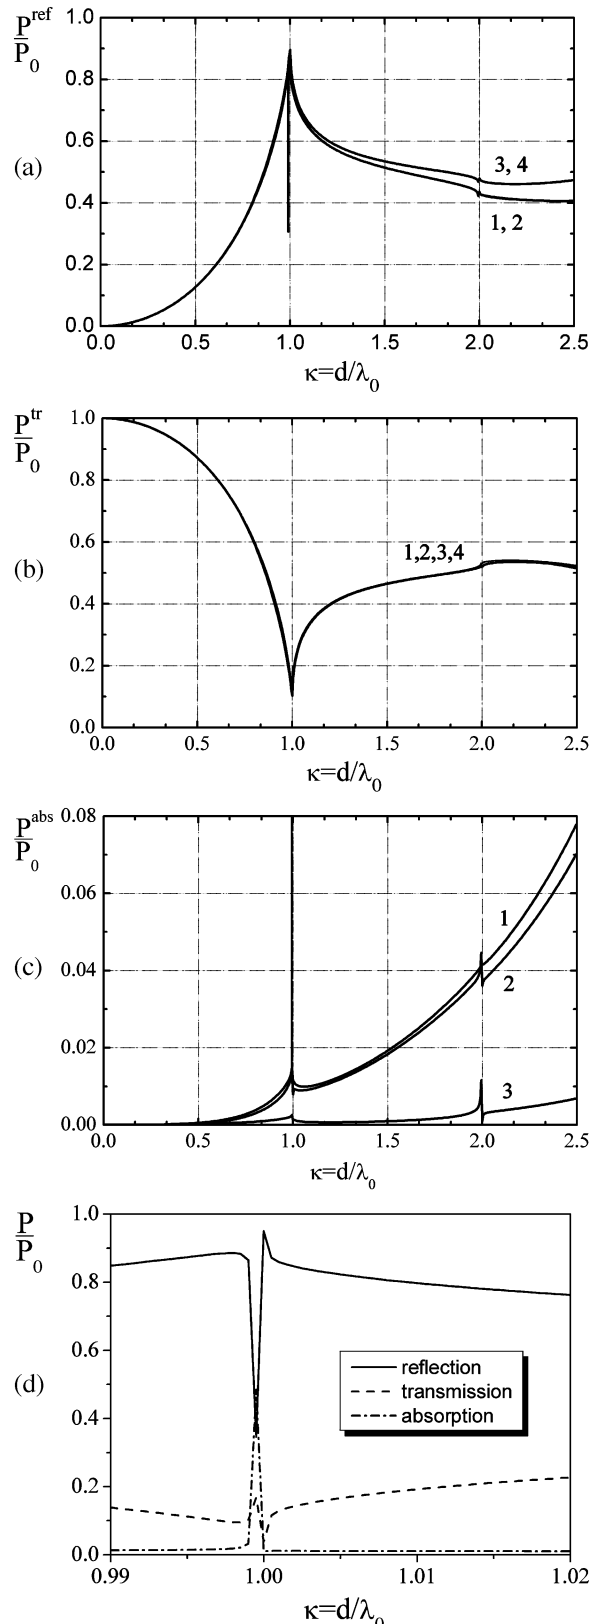 P^ref/P_0
1.0
0.8
0.6
0.4
0.2
0.0
(a)
3, 4
1, 2
0.0 0.5 1.0 1.5 2.0 2.5
κ=d/λ_0
P^tr/P_0
1.0
0.8
0.6
0.4
0.2
0.0
(b)
1,2,3,4
0.0 0.5 1.0 1.5 2.0 2.5
κ=d/λ_0
P^abs/P_0
0.08
0.06
0.04
0.02
0.00
(c)
1
2
3
0.0 0.5 1.0 1.5 2.0 2.5
κ=d/λ_0
P/P_0
1.0
0.8
0.6
0.4
0.2
0.0
(d)
reflection
transmission
absorption
0.99 1.00 1.01 1.02
κ=d/λ_0